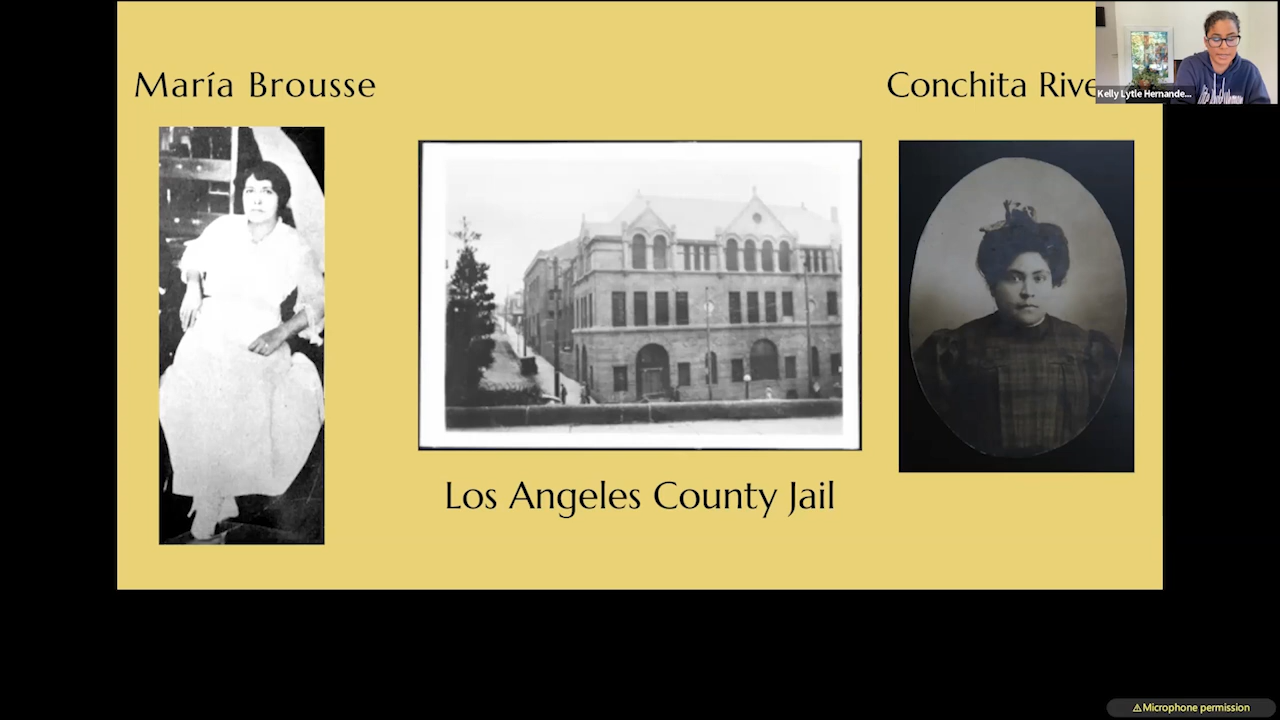 María Brousse
Conchita Rive
Kelly Lytle Hernande...
Los Angeles County Jail
⚠Microphone permission